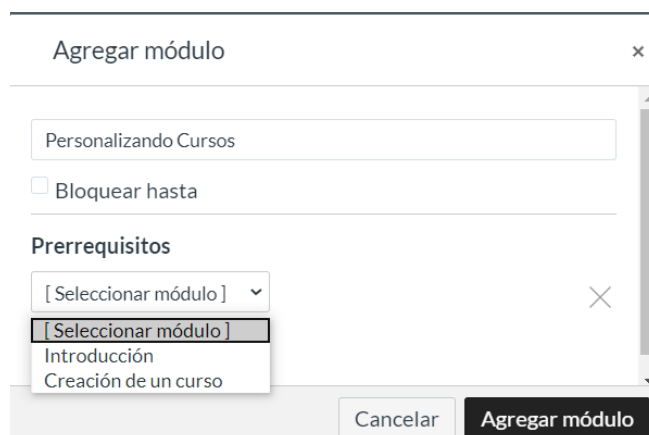 Agregar módulo
×
Personalizando Cursos
Bloquear hasta
Prerrequisitos
[ Seleccionar módulo ]
[ Seleccionar módulo ]
Introducción
Creación de un curso
Cancelar Agregar módulo